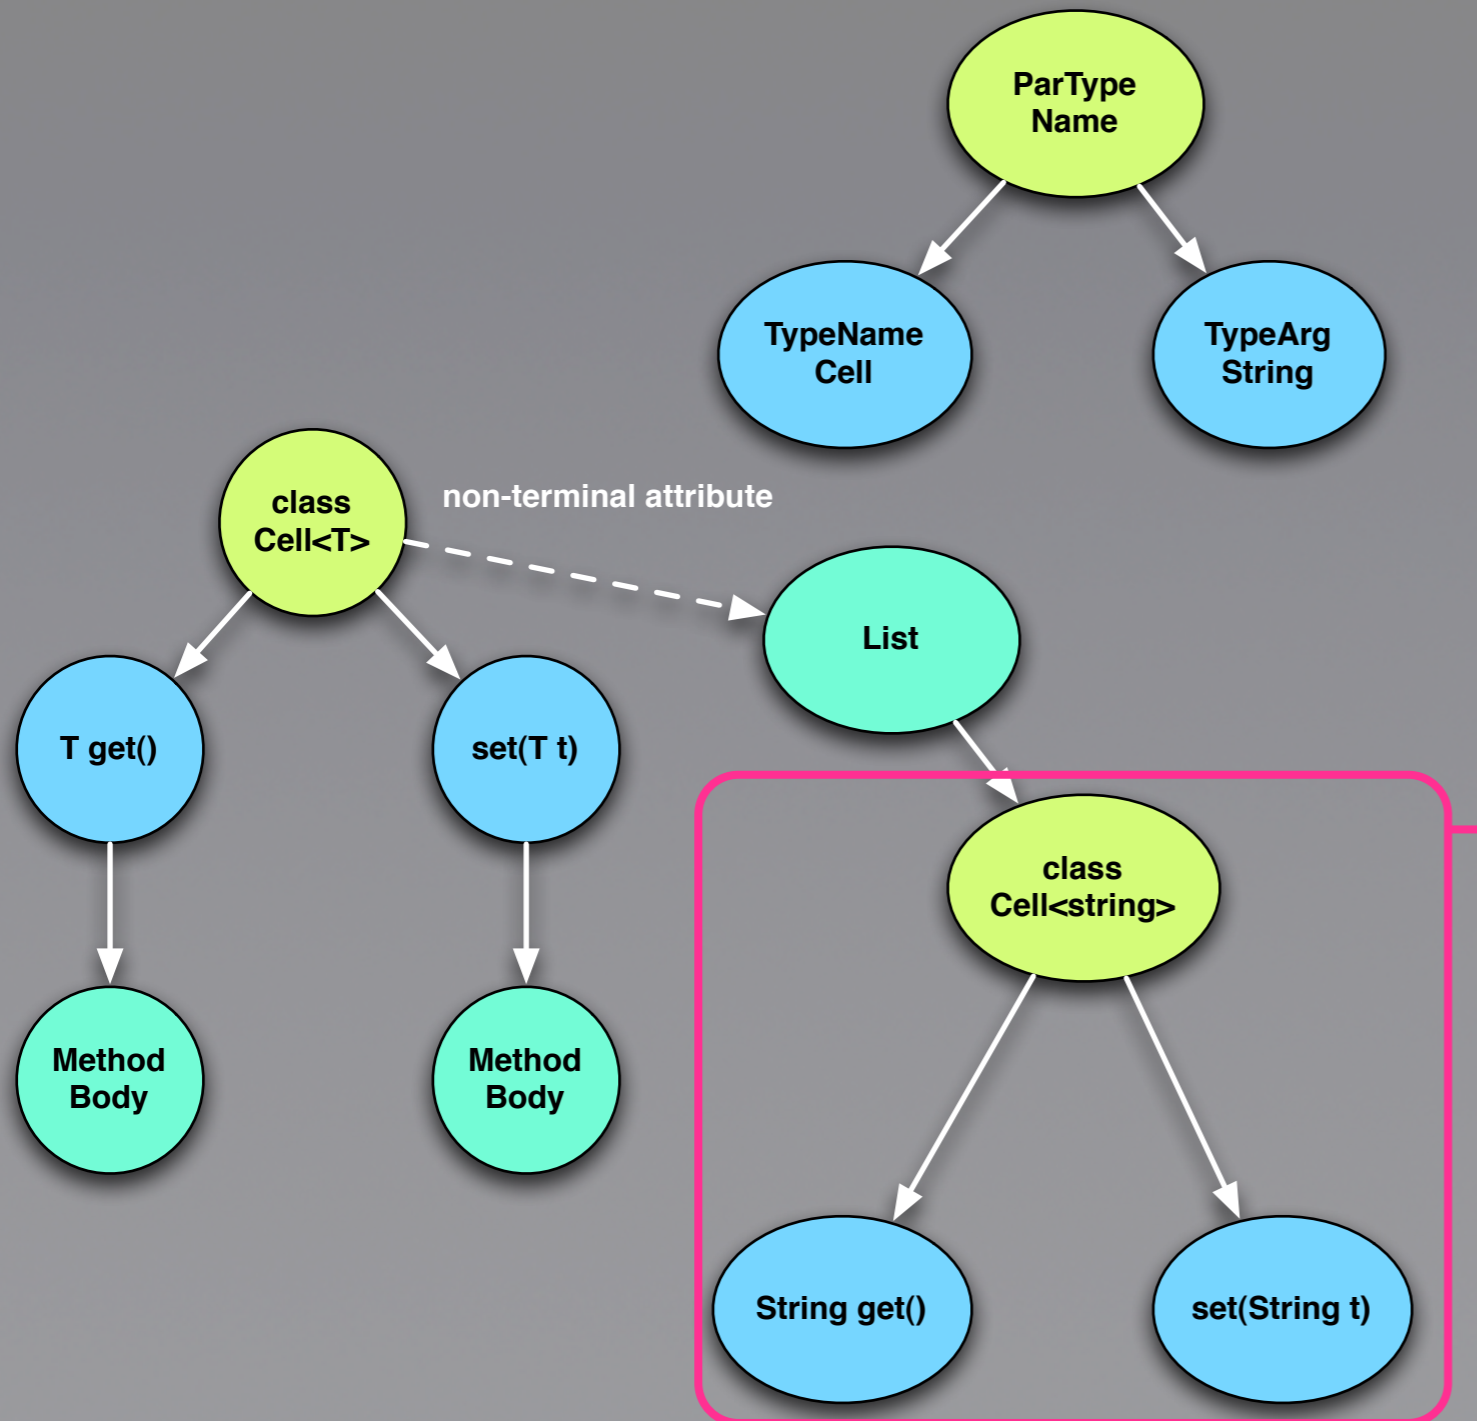 ParType
Name
TypeName
Cell
TypeArg
String
class
Cell<T>
non-terminal attribute
List
T get()
set(T t)
class
Cell<string>
Method
Body
Method
Body
String get()
set(String t)